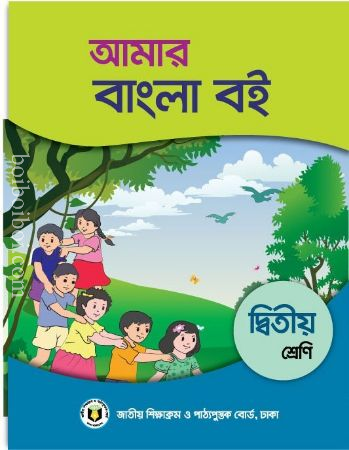 আমার
বাংলা বই
দ্বিতীয়
শ্রেণি
জাতীয় শিক্ষাক্রম ও পাঠ্যপুস্তক বোর্ড, ঢাকা